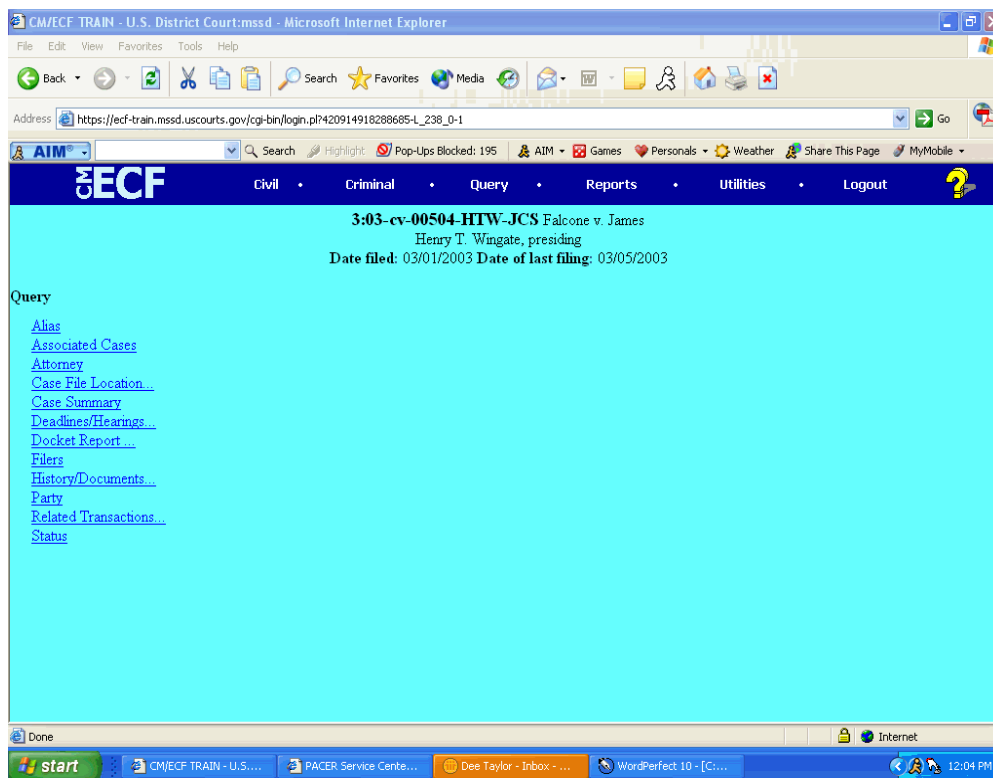 CM/ECF TRAIN - U.S. District Court:mssd - Microsoft Internet Explorer
File Edit View Favorites Tools Help
Back Search Favorites Media
Address https://ecf-train.mssd.uscourts.gov/cgi-bin/login.pl?420914918288685-L_238_0-1 Go
AIM® Search Highlight Pop-Ups Blocked: 195 AIM Games Personals Weather Share This Page MyMobile
CM ECF Civil • Criminal • Query • Reports • Utilities • Logout ?
3:03-cv-00504-HTW-JCS Falcone v. James
Henry T. Wingate, presiding
Date filed: 03/01/2003 Date of last filing: 03/05/2003
Query
Alias
Associated Cases
Attorney
Case File Location...
Case Summary
Deadlines/Hearings...
Docket Report ...
Filers
History/Documents...
Party
Related Transactions...
Status
Done Internet
start CM/ECF TRAIN - U.S.... PACER Service Cente... Dee Taylor - Inbox - ... WordPerfect 10 - [C:... 12:04 PM